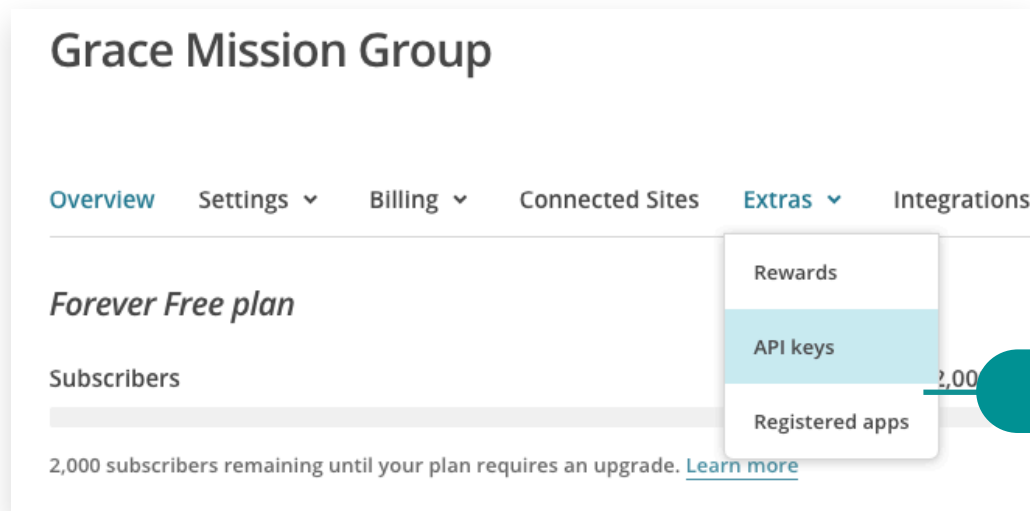 Grace Mission Group
Overview Settings Billing Connected Sites Extras Integrations
Rewards
Forever Free plan
API keys
Subscribers
Registered apps
2,000 subscribers remaining until your plan requires an upgrade. Learn more